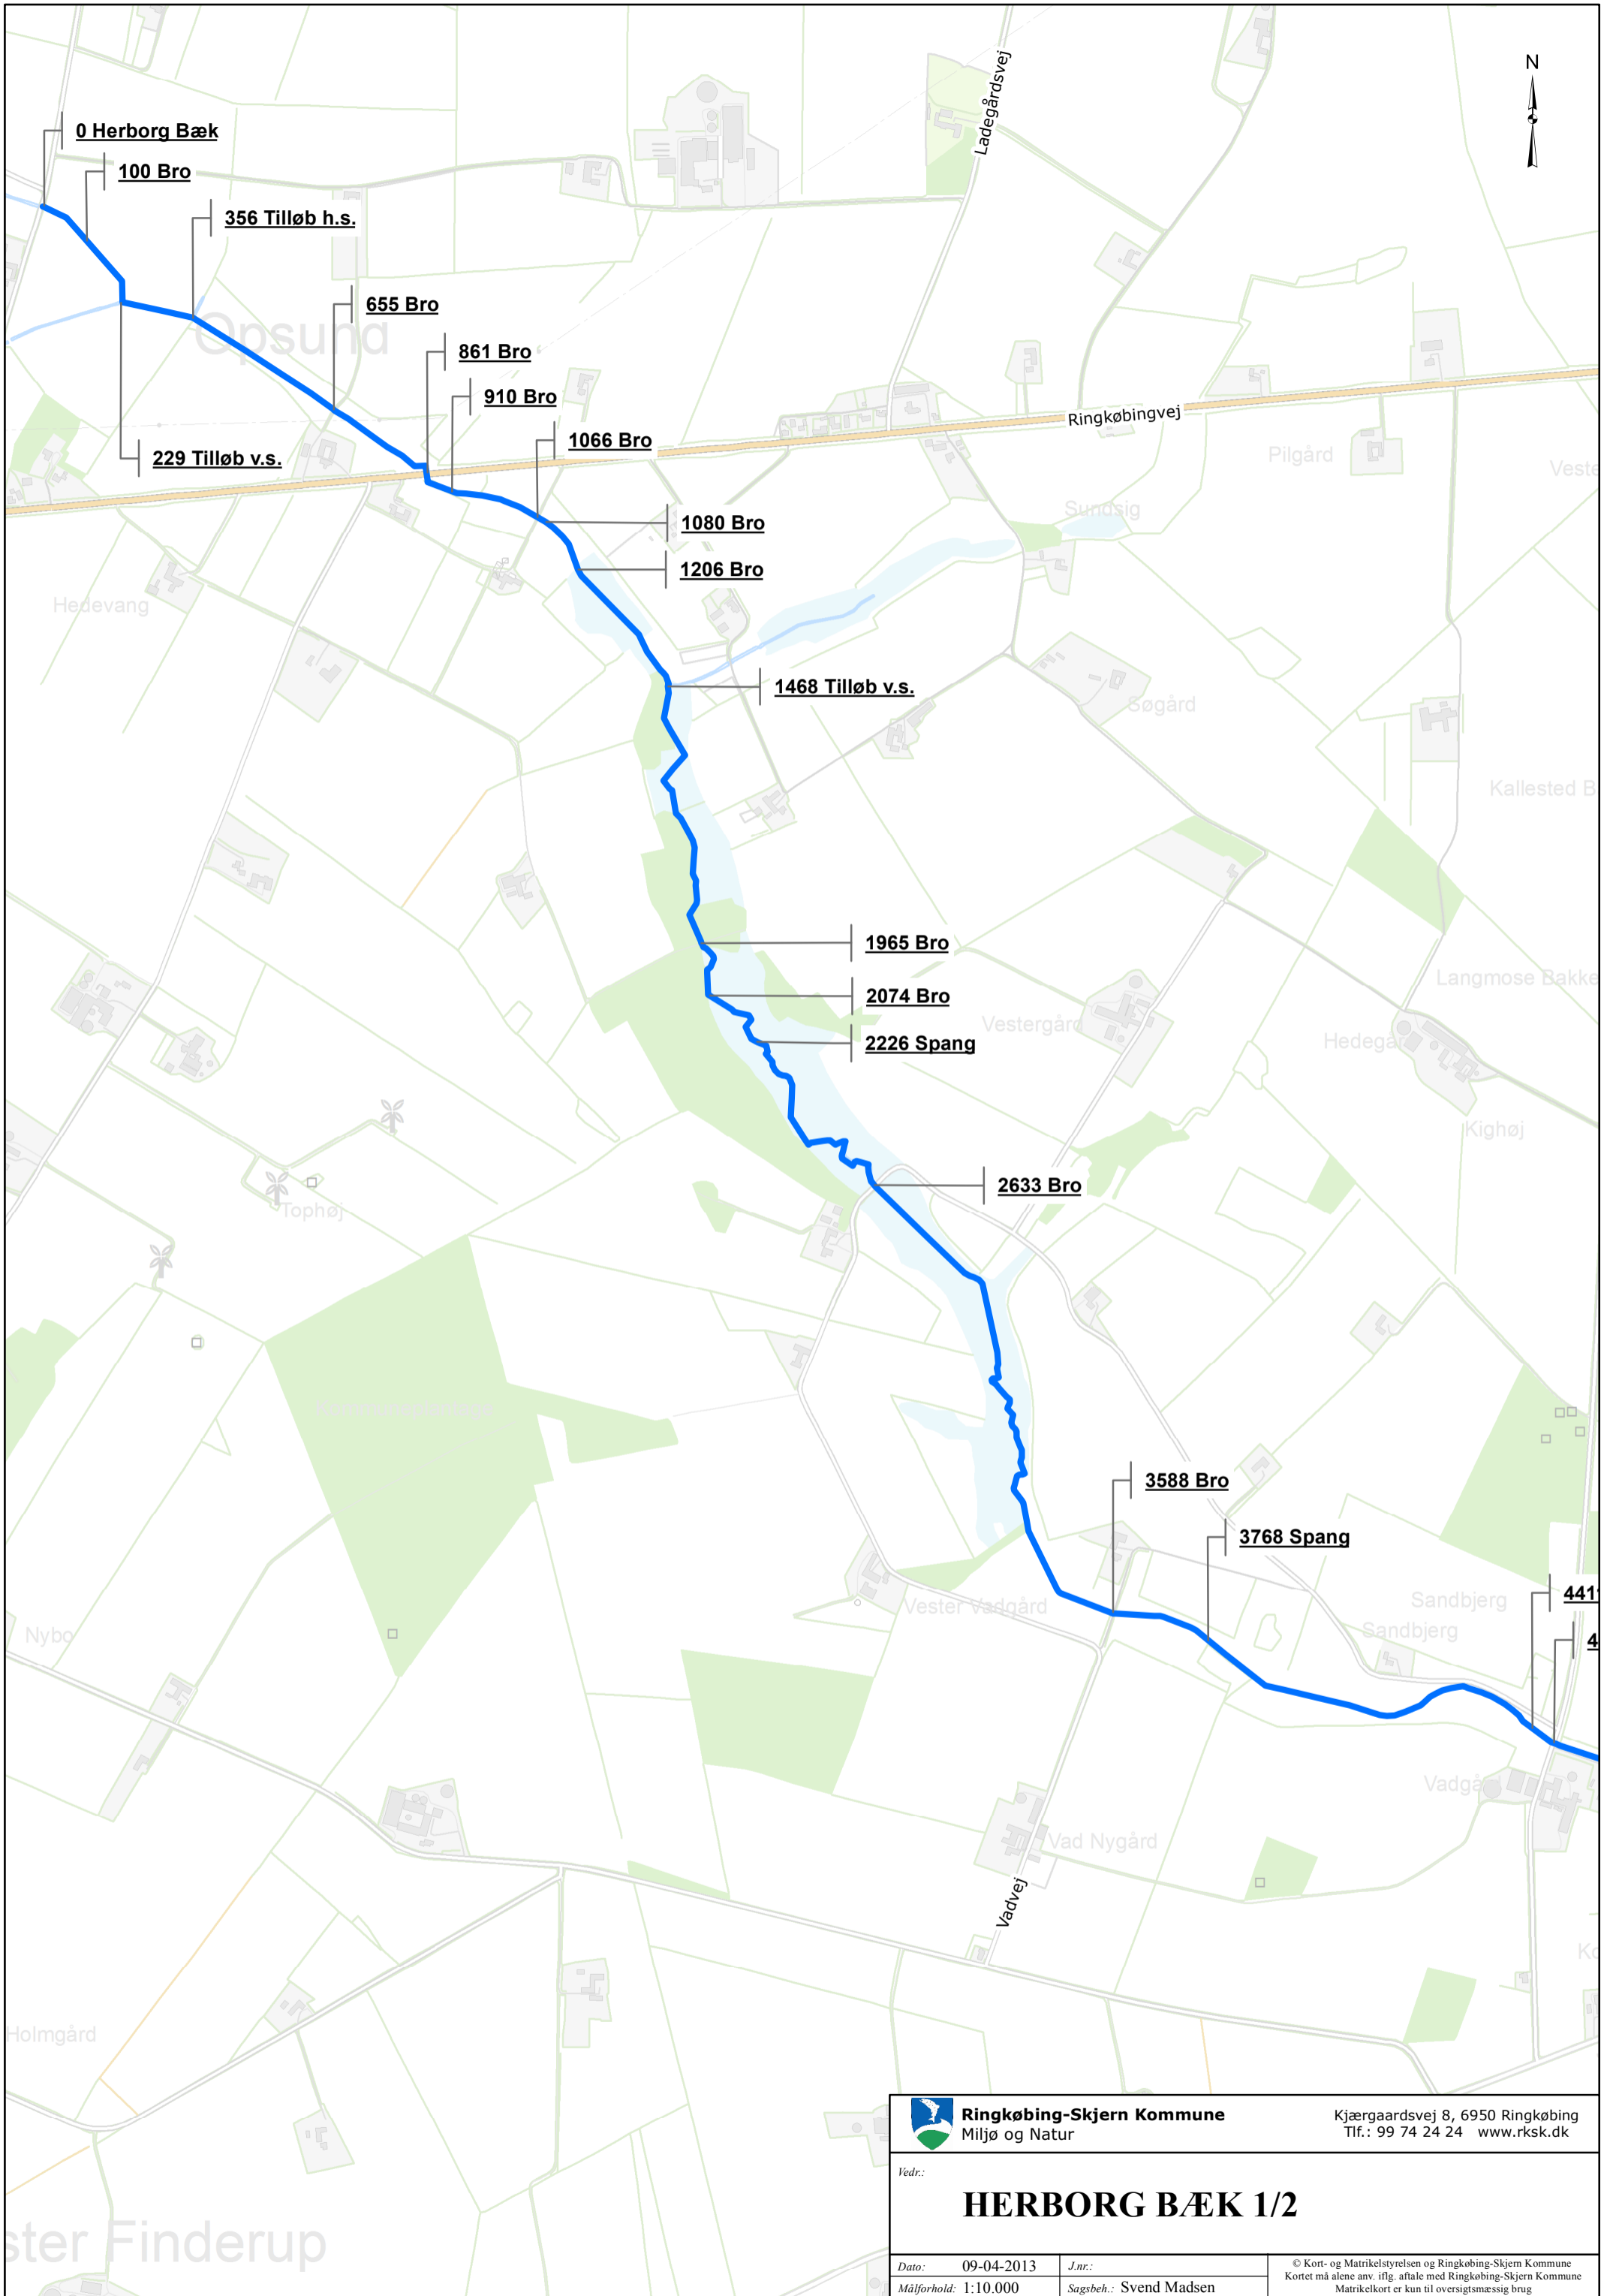 N
Ladegårdsvej
0 Herborg Bæk
100 Bro
356 Tilløb h.s.
655 Bro
Opsund
861 Bro
910 Bro
1066 Bro
Ringkøbingvej
229 Tilløb v.s.
Pilgård
Veste
1080 Bro
Sundsig
1206 Bro
Hedevang
1468 Tilløb v.s.
Søgård
Kallested B
1965 Bro
Langmose Bakke
2074 Bro
Vestergård
2226 Spang
Hedegår
Kighøj
2633 Bro
Tophøj
3588 Bro
3768 Spang
441
Sandbjerg
Vester Vadgård
Sandbjerg
4
Nybo
Vadgård
Vad Nygård
Vadvej
Holmgård
ster Finderup
Ringkøbing-Skjern Kommune
Miljø og Natur
Kjærgaardsvej 8, 6950 Ringkøbing
Tlf.: 99 74 24 24 www.rksk.dk
Vedr.:
HERBORG BÆK 1/2
Dato: 09-04-2013
J.nr.:
Målforhold: 1:10.000
Sagsbeh.: Svend Madsen
© Kort- og Matrikelstyrelsen og Ringkøbing-Skjern Kommune
Kortet må alene anv. iflg. aftale med Ringkøbing-Skjern Kommune
Matrikelkort er kun til oversigtsmæssig brug